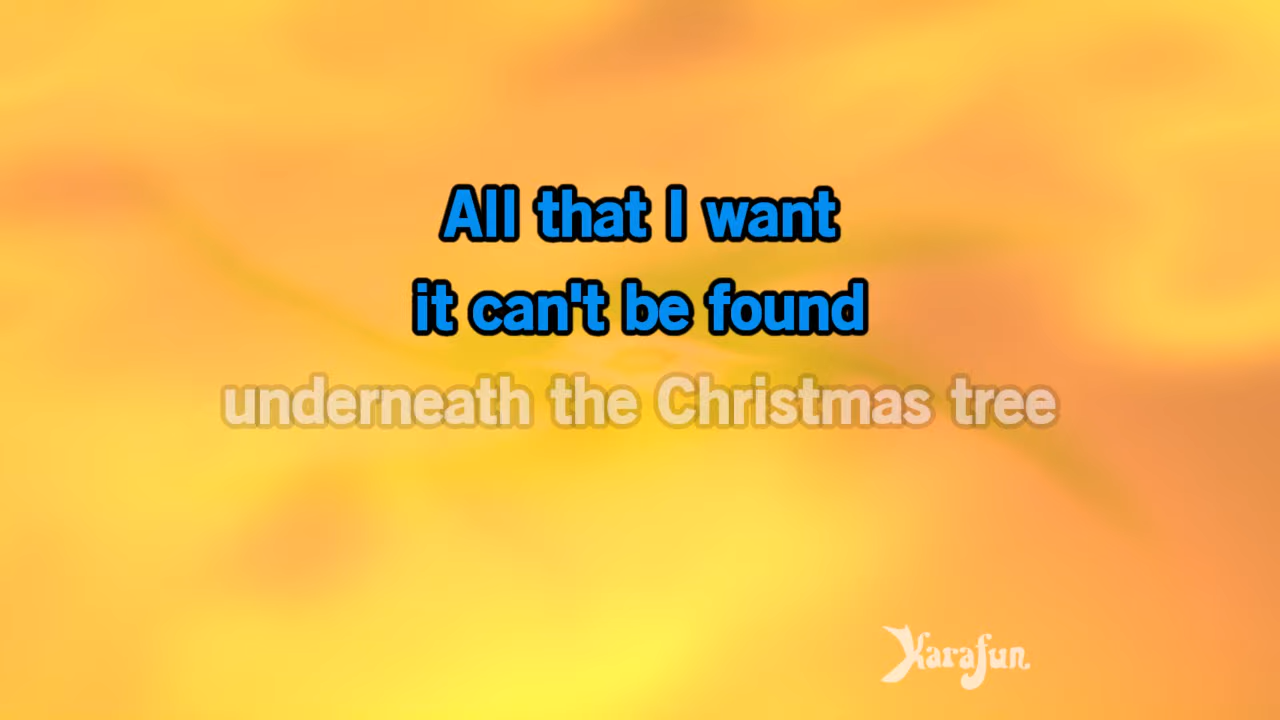 All that I want
it can't be found
underneath the Christmas tree
Karafun